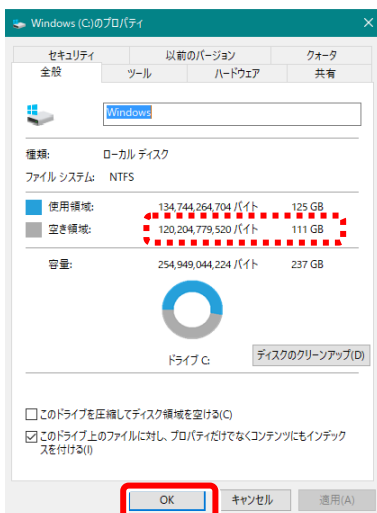 Windows (C:)のプロパティ
セキュリティ 以前のバージョン クォータ
全般 ツール ハードウェア 共有
Windows
種類: ローカル ディスク
ファイル システム: NTFS
使用領域: 134,744,264,704 バイト 125 GB
空き領域: 120,204,779,520 バイト 111 GB
容量: 254,949,044,224 バイト 237 GB
ドライブ C: ディスクのクリーンアップ(D)
このドライブを圧縮してディスク領域を空ける(C)
このドライブ上のファイルに対し、プロパティだけでなくコンテンツにもインデック
スを付ける(I)
OK キャンセル 適用(A)